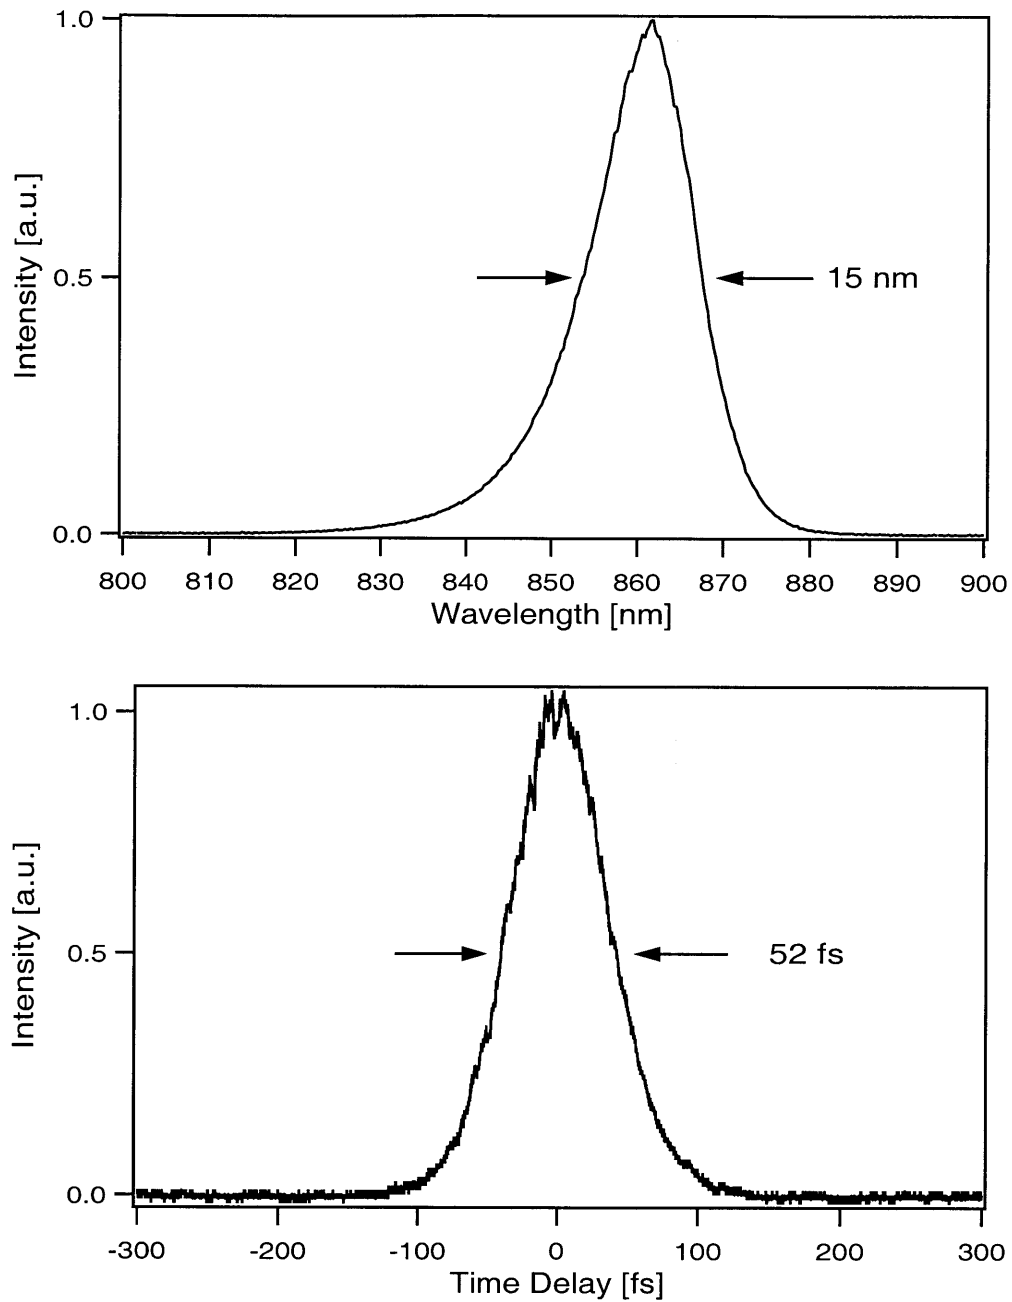 1.0
Intensity [a.u.]
0.5
15 nm
0.0
800 810 820 830 840 850 860 870 880 890 900
Wavelength [nm]
1.0
Intensity [a.u.]
0.5
52 fs
0.0
-300 -200 -100 0 100 200 300
Time Delay [fs]